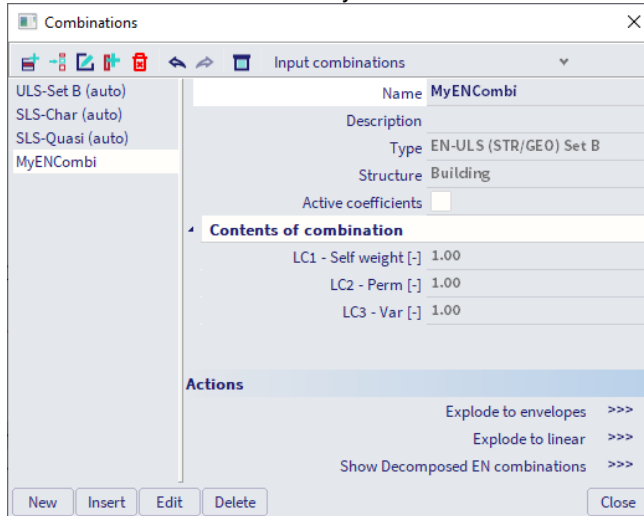 Combinations
Input combinations
ULS-Set B (auto)
SLS-Char (auto)
SLS-Quasi (auto)
MyENCombi
Name MyENCombi
Description
Type EN-ULS (STR/GEO) Set B
Structure Building
Active coefficients
Contents of combination
LC1 - Self weight [-] 1.00
LC2 - Perm [-] 1.00
LC3 - Var [-] 1.00
Actions
Explode to envelopes >>>
Explode to linear >>>
Show Decomposed EN combinations >>>
New Insert Edit Delete Close